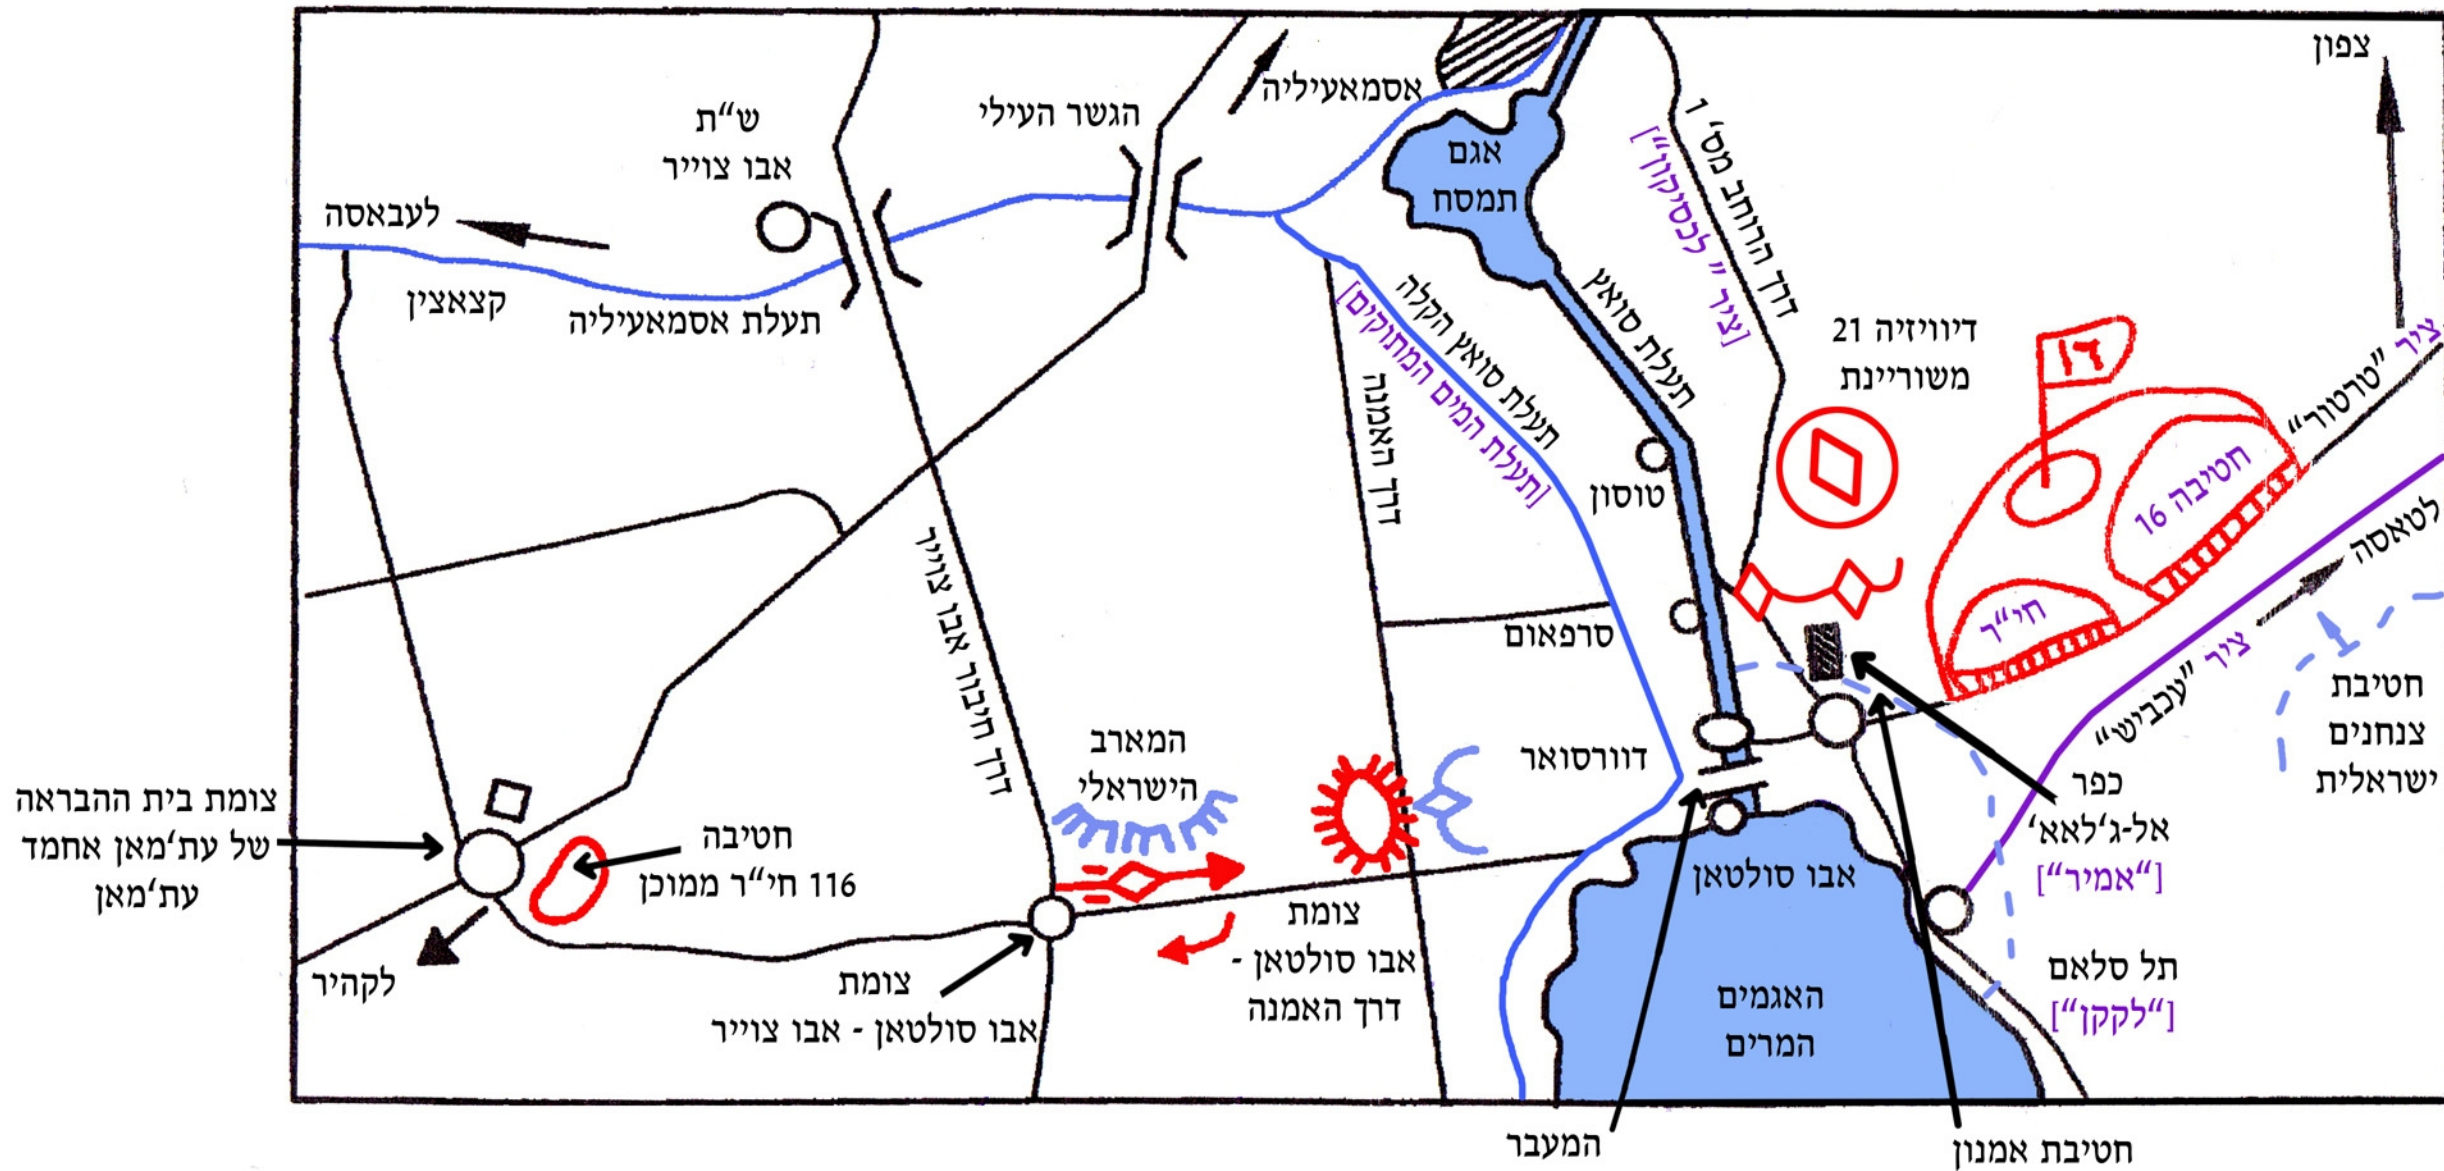 צפון
אסמאעיליה
הגשר העילי
ש"ת
אבו צוייר
לעבאסה
קצאצין
תעלת אסמאעיליה
אגם
תמסח
דרך הרוחב מס' 1
[ציר "לכסיקון"]
תעלת סואץ
תעלת סואץ הקלה
[תעלת המים המתוקים]
דרך האמנה
דיוויזיה 21
משוריינת
דו
חטיבה 16
חי"ר
ציר "טרטור"
לטאסה
ציר "עכביש"
חטיבת
צנחנים
ישראלית
טוסון
סרפאום
דוורסואר
דרך חיבור אבו צוייר
המארב
הישראלי
צומת בית ההבראה
של עת'מאן אחמד
עת'מאן
חטיבה
116 חי"ר ממוכן
לקהיר
צומת
אבו סולטאן - אבו צוייר
צומת
אבו סולטאן -
דרך האמנה
אבו סולטאן
האגמים
המרים
כפר
אל-ג'לאא'
["אמיר"]
תל סלאם
["לקקן"]
המעבר
חטיבת אמנון